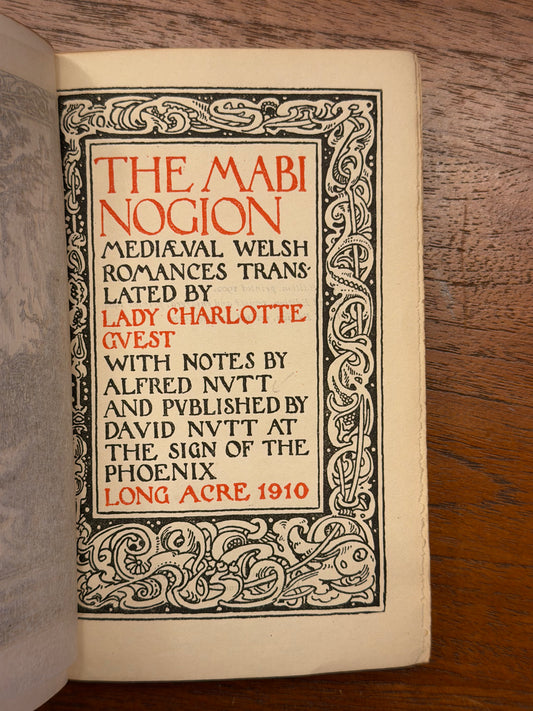 THE MABI
NOGION
MEDIÆVAL WELSH
ROMANCES TRANS-
LATED BY
LADY CHARLOTTE
GVEST
WITH NOTES BY
ALFRED NVTT
AND PVBLISHED BY
DAVID NVTT AT
THE SIGN OF THE
PHOENIX
LONG ACRE 1910